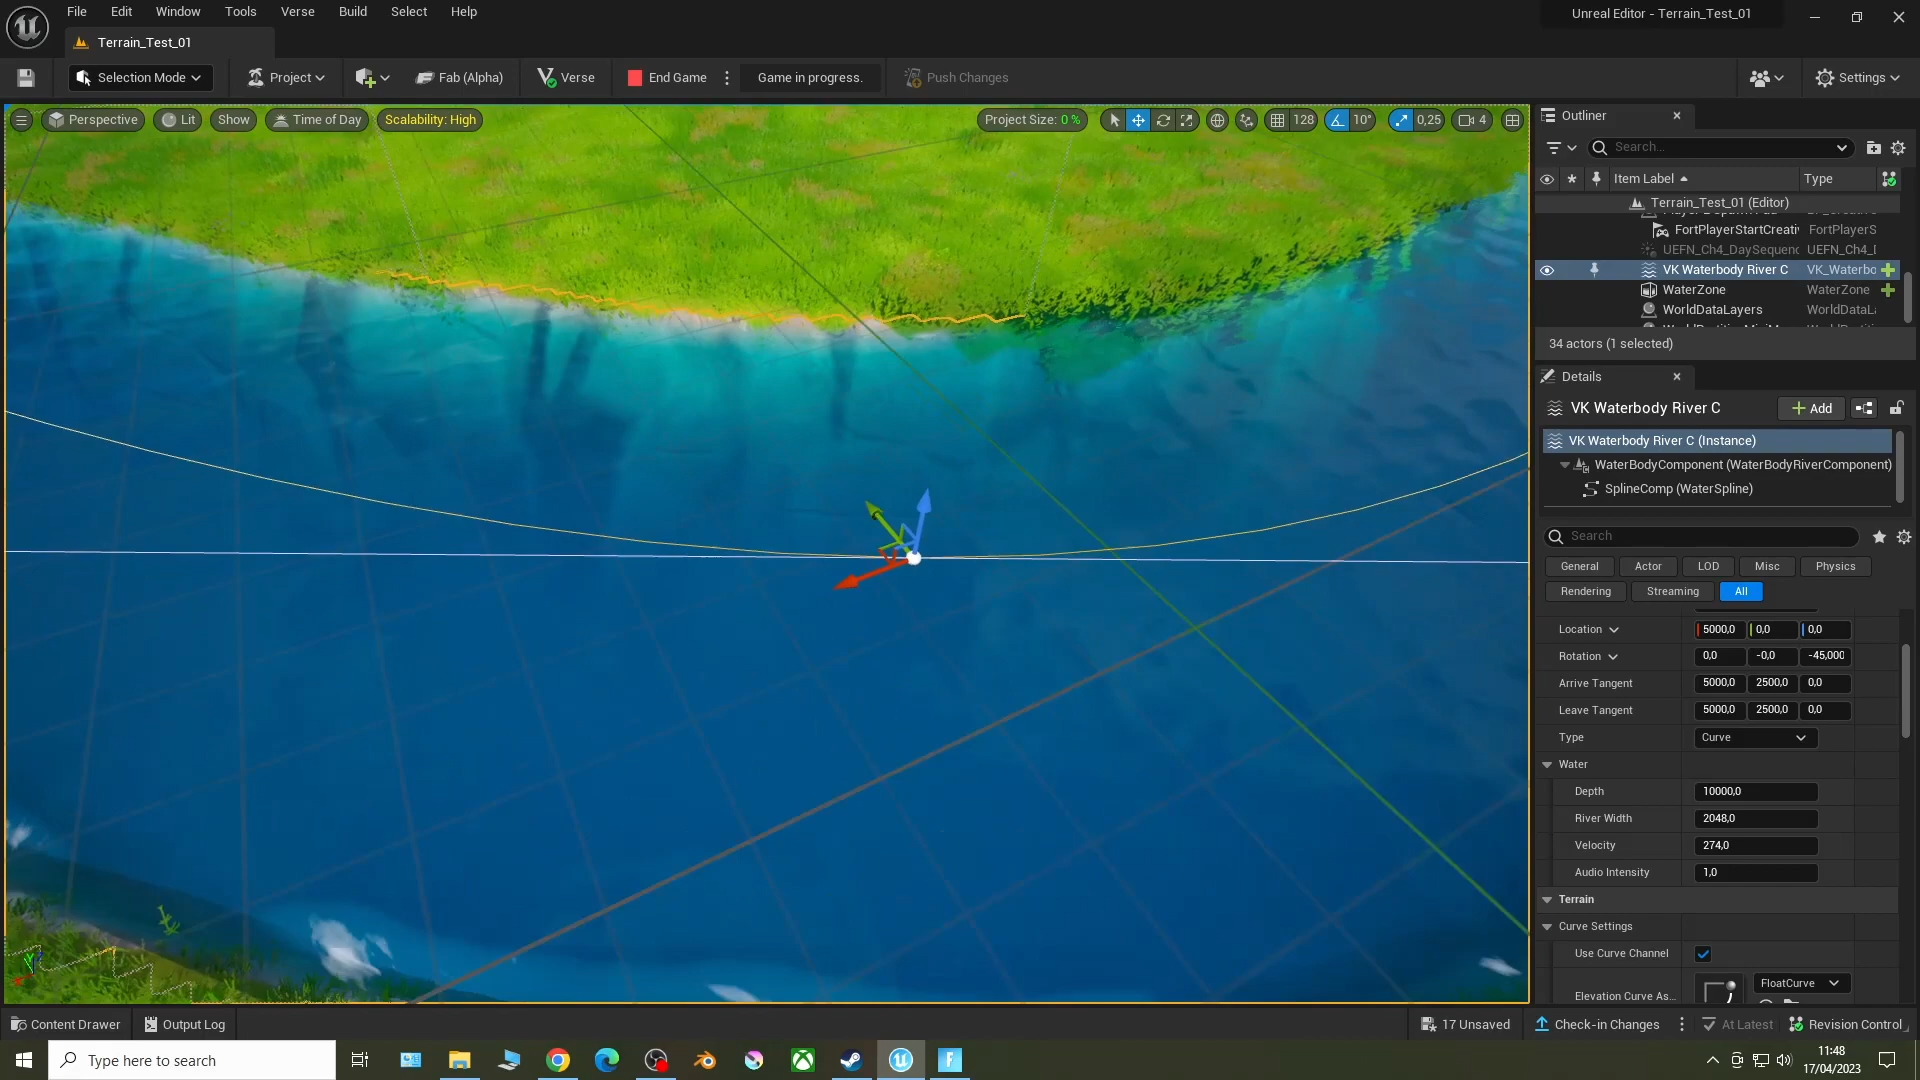 File Edit Window Tools Verse Build Select Help
Unreal Editor - Terrain_Test_01
Terrain_Test_01
Selection Mode
Project
Fab (Alpha)
Verse
End Game
Game in progress.
Push Changes
Settings
Perspective
Lit
Show
Time of Day
Scalability: High
Project Size: 0 %
128
10°
0,25
4
Outliner
Search...
Item Label
Type
Terrain_Test_01 (Editor)
FortPlayerStartCreativ FortPlayerS
UEFN_Ch4_DaySequenc UEFN_Ch4_D
VK Waterbody River C VK_Waterbo
WaterZone WaterZone
WorldDataLayers WorldDataL
34 actors (1 selected)
Details
VK Waterbody River C
Add
VK Waterbody River C (Instance)
WaterBodyComponent (WaterBodyRiverComponent)
SplineComp (WaterSpline)
Search
General Actor LOD Misc Physics
Rendering Streaming All
Location 5000,0 0,0 0,0
Rotation 0,0 -0,0 -45,000
Arrive Tangent 5000,0 2500,0 0,0
Leave Tangent 5000,0 2500,0 0,0
Type Curve
Water
Depth 10000,0
River Width 2048,0
Velocity 274,0
Audio Intensity 1,0
Terrain
Curve Settings
Use Curve Channel
Elevation Curve As...
FloatCurve
Content Drawer
Output Log
17 Unsaved
Check-in Changes
At Latest
Revision Control
Type here to search
11:48
17/04/2023